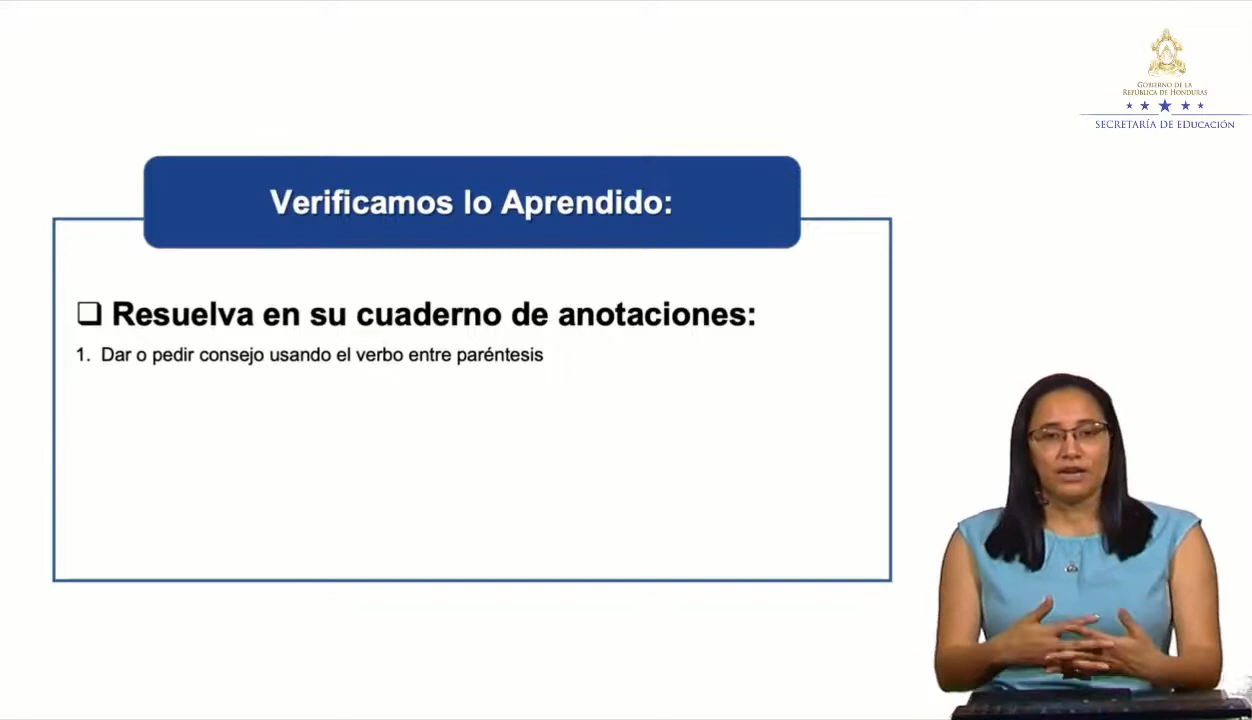 GOBIERNO DE LA
REPÚBLICA DE HONDURAS
SECRETARÍA DE EDUCACIÓN
Verificamos lo Aprendido:
Resuelva en su cuaderno de anotaciones:
1. Dar o pedir consejo usando el verbo entre paréntesis